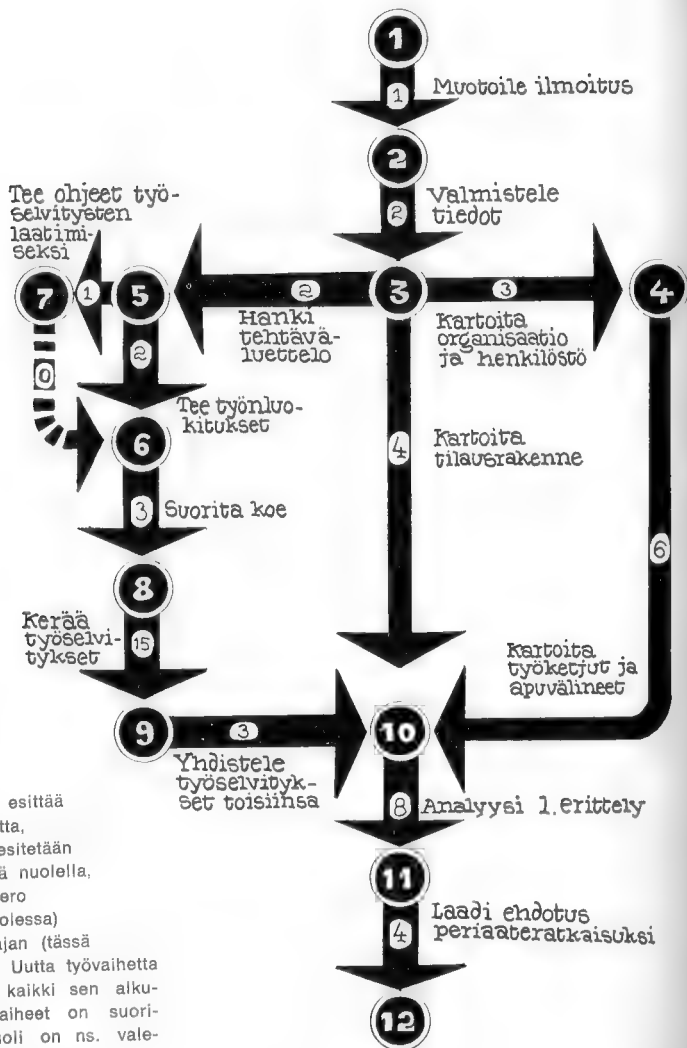 1
1
Muotoile ilmoitus
2
2
Valmistele
tiedot
Tee ohjeet työ-
selvitysten
laatimi-
seksi
7
1
5
2
3
3
4
0
2
Hanki
tehtävä-
luettelo
Kartoita
organisaatio
ja henkilöstö
Tee työnluo-
kitukset
6
4
Kartoita
tilausrakenne
3
Suorita koe
6
8
Kerää
työselvi-
tykset
15
Kartoita
työketjut ja
apuvälineet
9
3
10
Yhdistele
työselvityk-
set toisiinsa
8
Analyysi l. erittely
11
4
Laadi ehdotus
periaateratkaisuksi
12
esittää
tta,
esitetään
ä nuolella,
ero
olessa)
ajan (tässä
Uutta työvaihetta
kaikki sen alku-
aiheet on suori-
uoli on ns. vale-